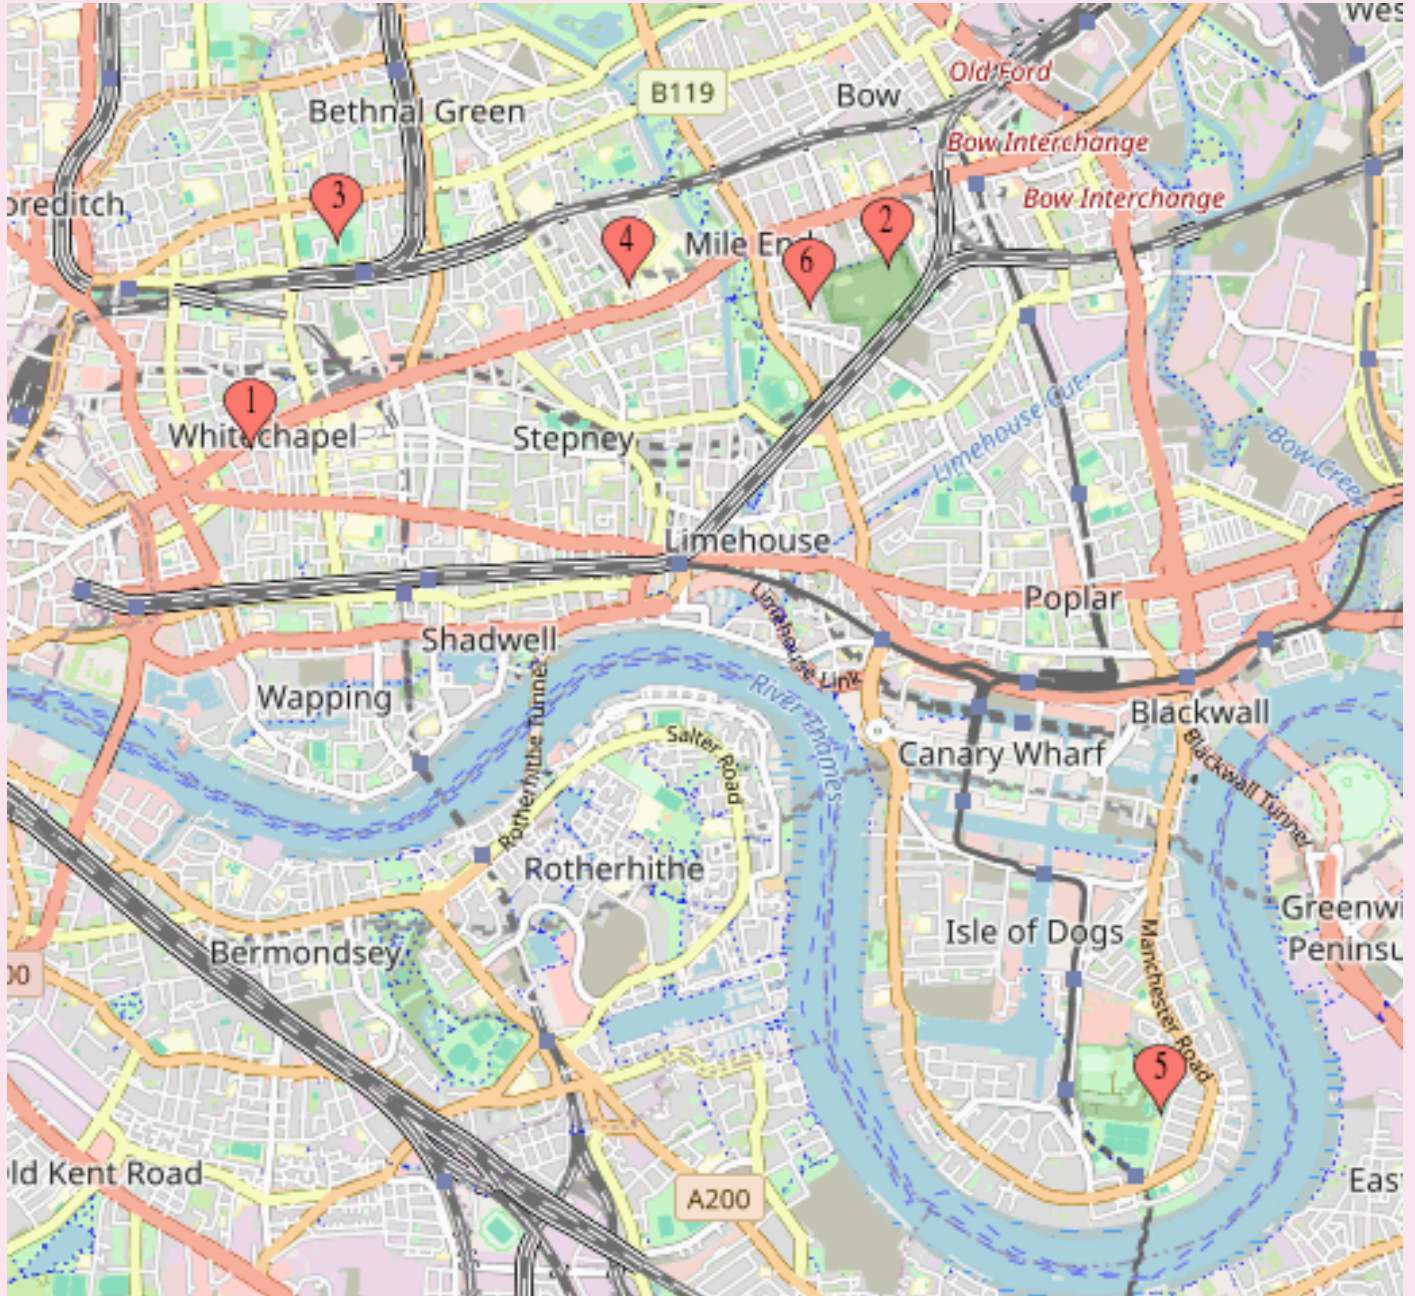 Wes
Old Ford
B119
Bow
Bethnal Green
Bow Interchange
3
oreditch
Bow Interchange
2
4
Mile End
6
1
Whitechapel
Stepney
Limehouse Cut
Bow Creek
Limehouse
Poplar
Limehouse Link
Shadwell
Wapping
Rotherhithe Tunnel
River Thames
Blackwall
Salter Road
Canary Wharf
Blackwall Tunnel
Rotherhithe
Greenwi
Peninsu
Isle of Dogs
Manchester Road
Bermondsey
00
5
ld Kent Road
A200
Eas